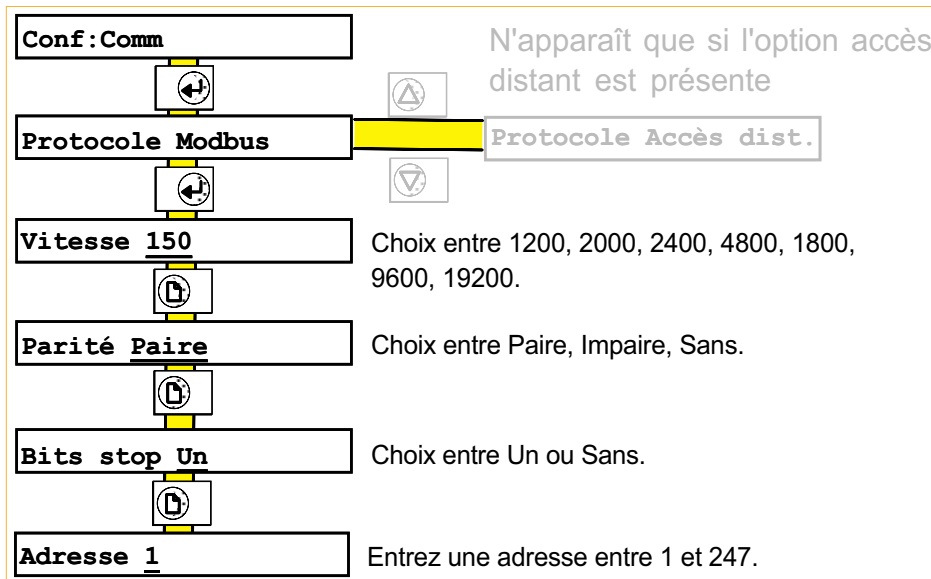 Conf:Comm
N'apparaît que si l'option accès
distant est présente
Protocole Modbus
Protocole Accès dist.
Vitesse 150
Choix entre 1200, 2000, 2400, 4800, 1800,
9600, 19200.
Parité Paire
Choix entre Paire, Impaire, Sans.
Bits stop Un
Choix entre Un ou Sans.
Adresse 1
Entrez une adresse entre 1 et 247.